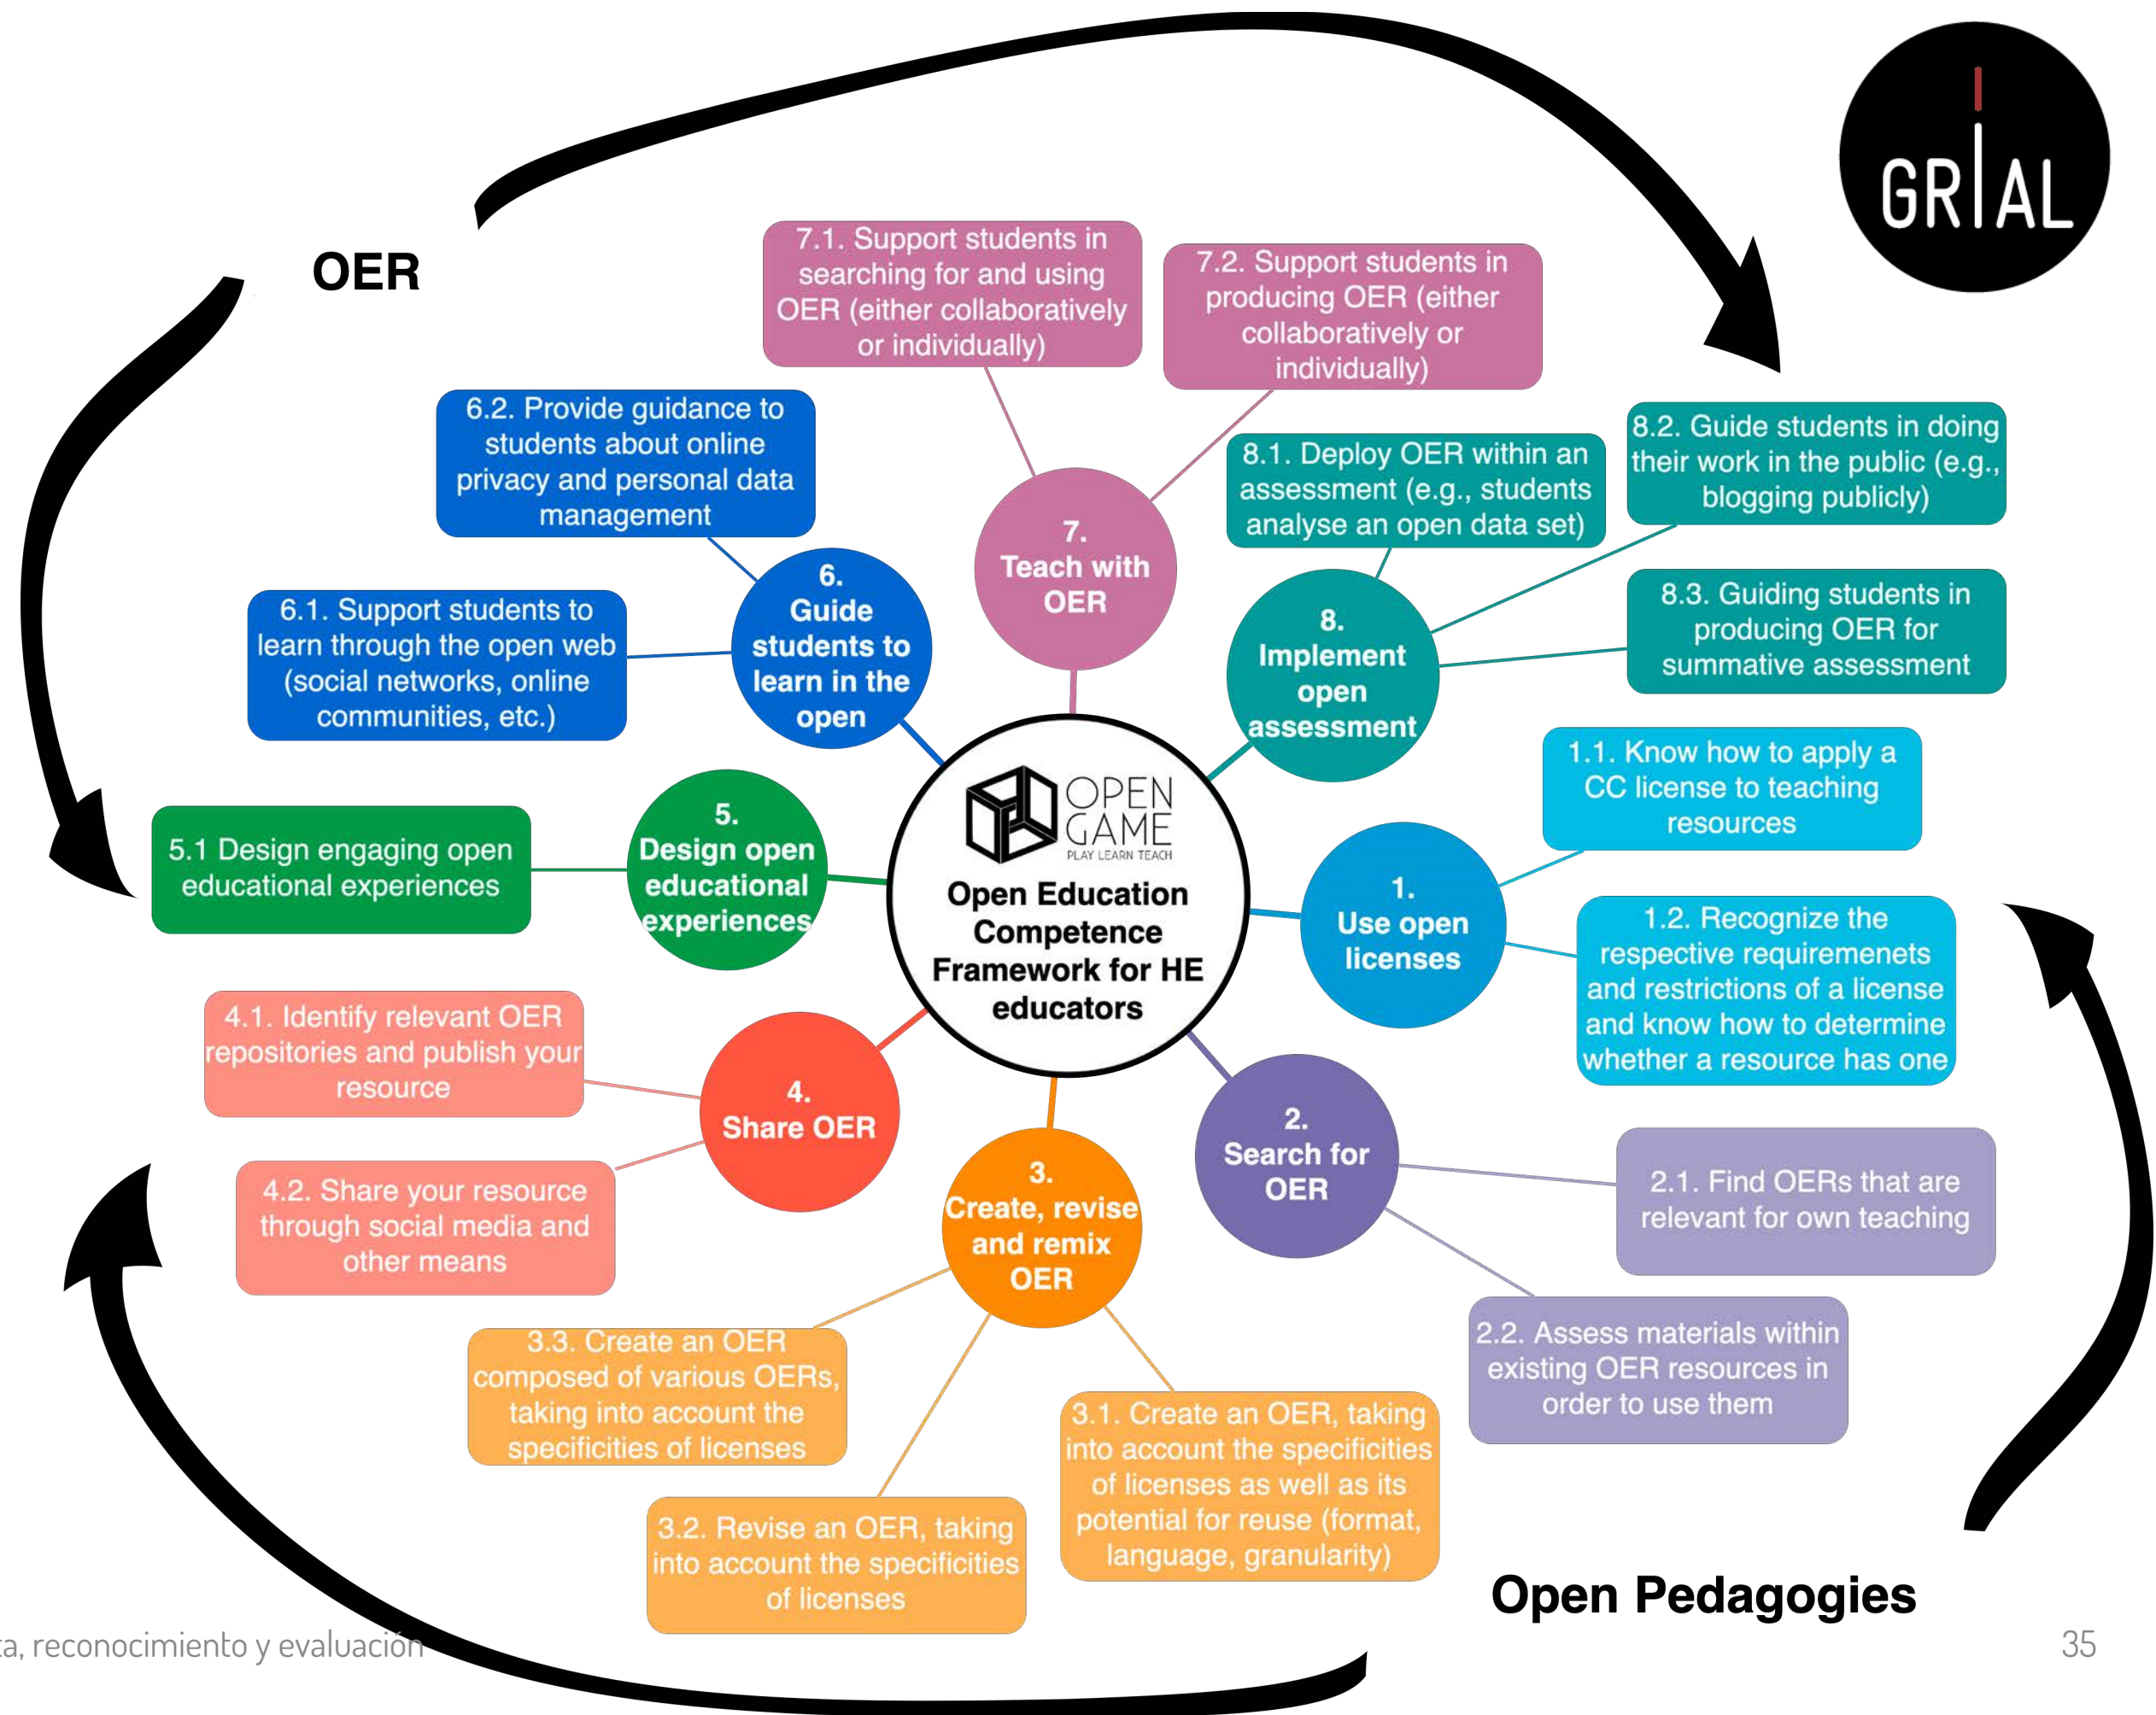 GRIAL
OER
7.1. Support students in
searching for and using
OER (either collaboratively
or individually)
7.2. Support students in
producing OER (either
collaboratively or
individually)
6.2. Provide guidance to
students about online
privacy and personal data
management
8.1. Deploy OER within an
assessment (e.g., students
analyse an open data set)
8.2. Guide students in doing
their work in the public (e.g.,
blogging publicly)
7.
Teach with
OER
6.
Guide
students to
learn in the
open
6.1. Support students to
learn through the open web
(social networks, online
communities, etc.)
8.
Implement
open
assessment
8.3. Guiding students in
producing OER for
summative assessment
1.1. Know how to apply a
CC license to teaching
resources
5.
Design open
educational
experiences
5.1 Design engaging open
educational experiences
OPEN
GAME
PLAY LEARN TEACH
Open Education
Competence
Framework for HE
educators
1.
Use open
licenses
1.2. Recognize the
respective requiremenets
and restrictions of a license
and know how to determine
whether a resource has one
4.1. Identify relevant OER
repositories and publish your
resource
4.
Share OER
4.2. Share your resource
through social media and
other means
3.
Create, revise
and remix
OER
2.
Search for
OER
2.1. Find OERs that are
relevant for own teaching
2.2. Assess materials within
existing OER resources in
order to use them
3.3. Create an OER
composed of various OERs,
taking into account the
specificities of licenses
3.1. Create an OER, taking
into account the specificities
of licenses as well as its
potential for reuse (format,
language, granularity)
3.2. Revise an OER, taking
into account the specificities
of licenses
Open Pedagogies
reconocimiento y evaluación
35